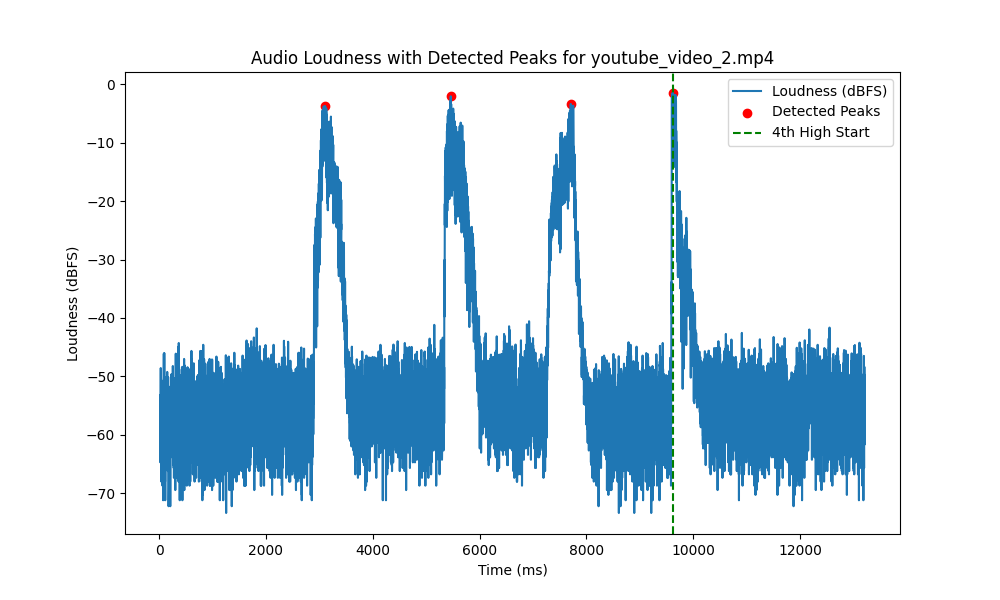 Audio Loudness with Detected Peaks for youtube_video_2.mp4
Loudness (dBFS)
Detected Peaks
4th High Start
0
−10
−20
−30
−40
−50
−60
−70
Loudness (dBFS)
0
2000
4000
6000
8000
10000
12000
Time (ms)